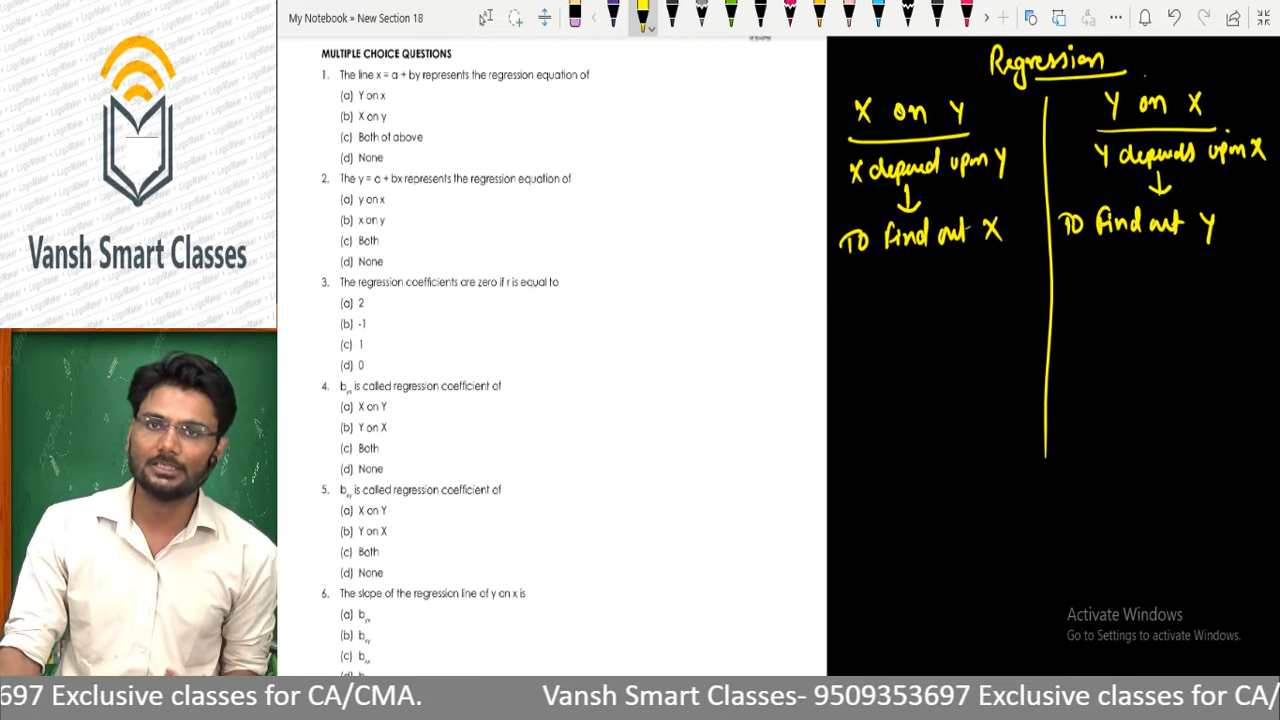 My Notebook » New Section 18
MULTIPLE CHOICE QUESTIONS
1. The line x = a + by represents the regression equation of
(a) Y on x
(b) X on y
(c) Both of above
(d) None
2. The y = a + bx represents the regression equation of
(a) y on x
(b) x on y
(c) Both
(d) None
3. The regression coefficients are zero if r is equal to
(a) 2
(b) -1
(c) 1
(d) 0
4. byx is called regression coefficient of
(a) X on Y
(b) Y on X
(c) Both
(d) None
5. bxy is called regression coefficient of
(a) X on Y
(b) Y on X
(c) Both
(d) None
6. The slope of the regression line of y on x is
(a) byx
(b) bxy
(c) bxx
Regression
X on Y
X depend upon Y
To Find out X
Y on X
Y depends upon X
To Find out Y
Vansh Smart Classes
Activate Windows
Go to Settings to activate Windows.
697 Exclusive classes for CA/CMA. Vansh Smart Classes- 9509353697 Exclusive classes for CA/